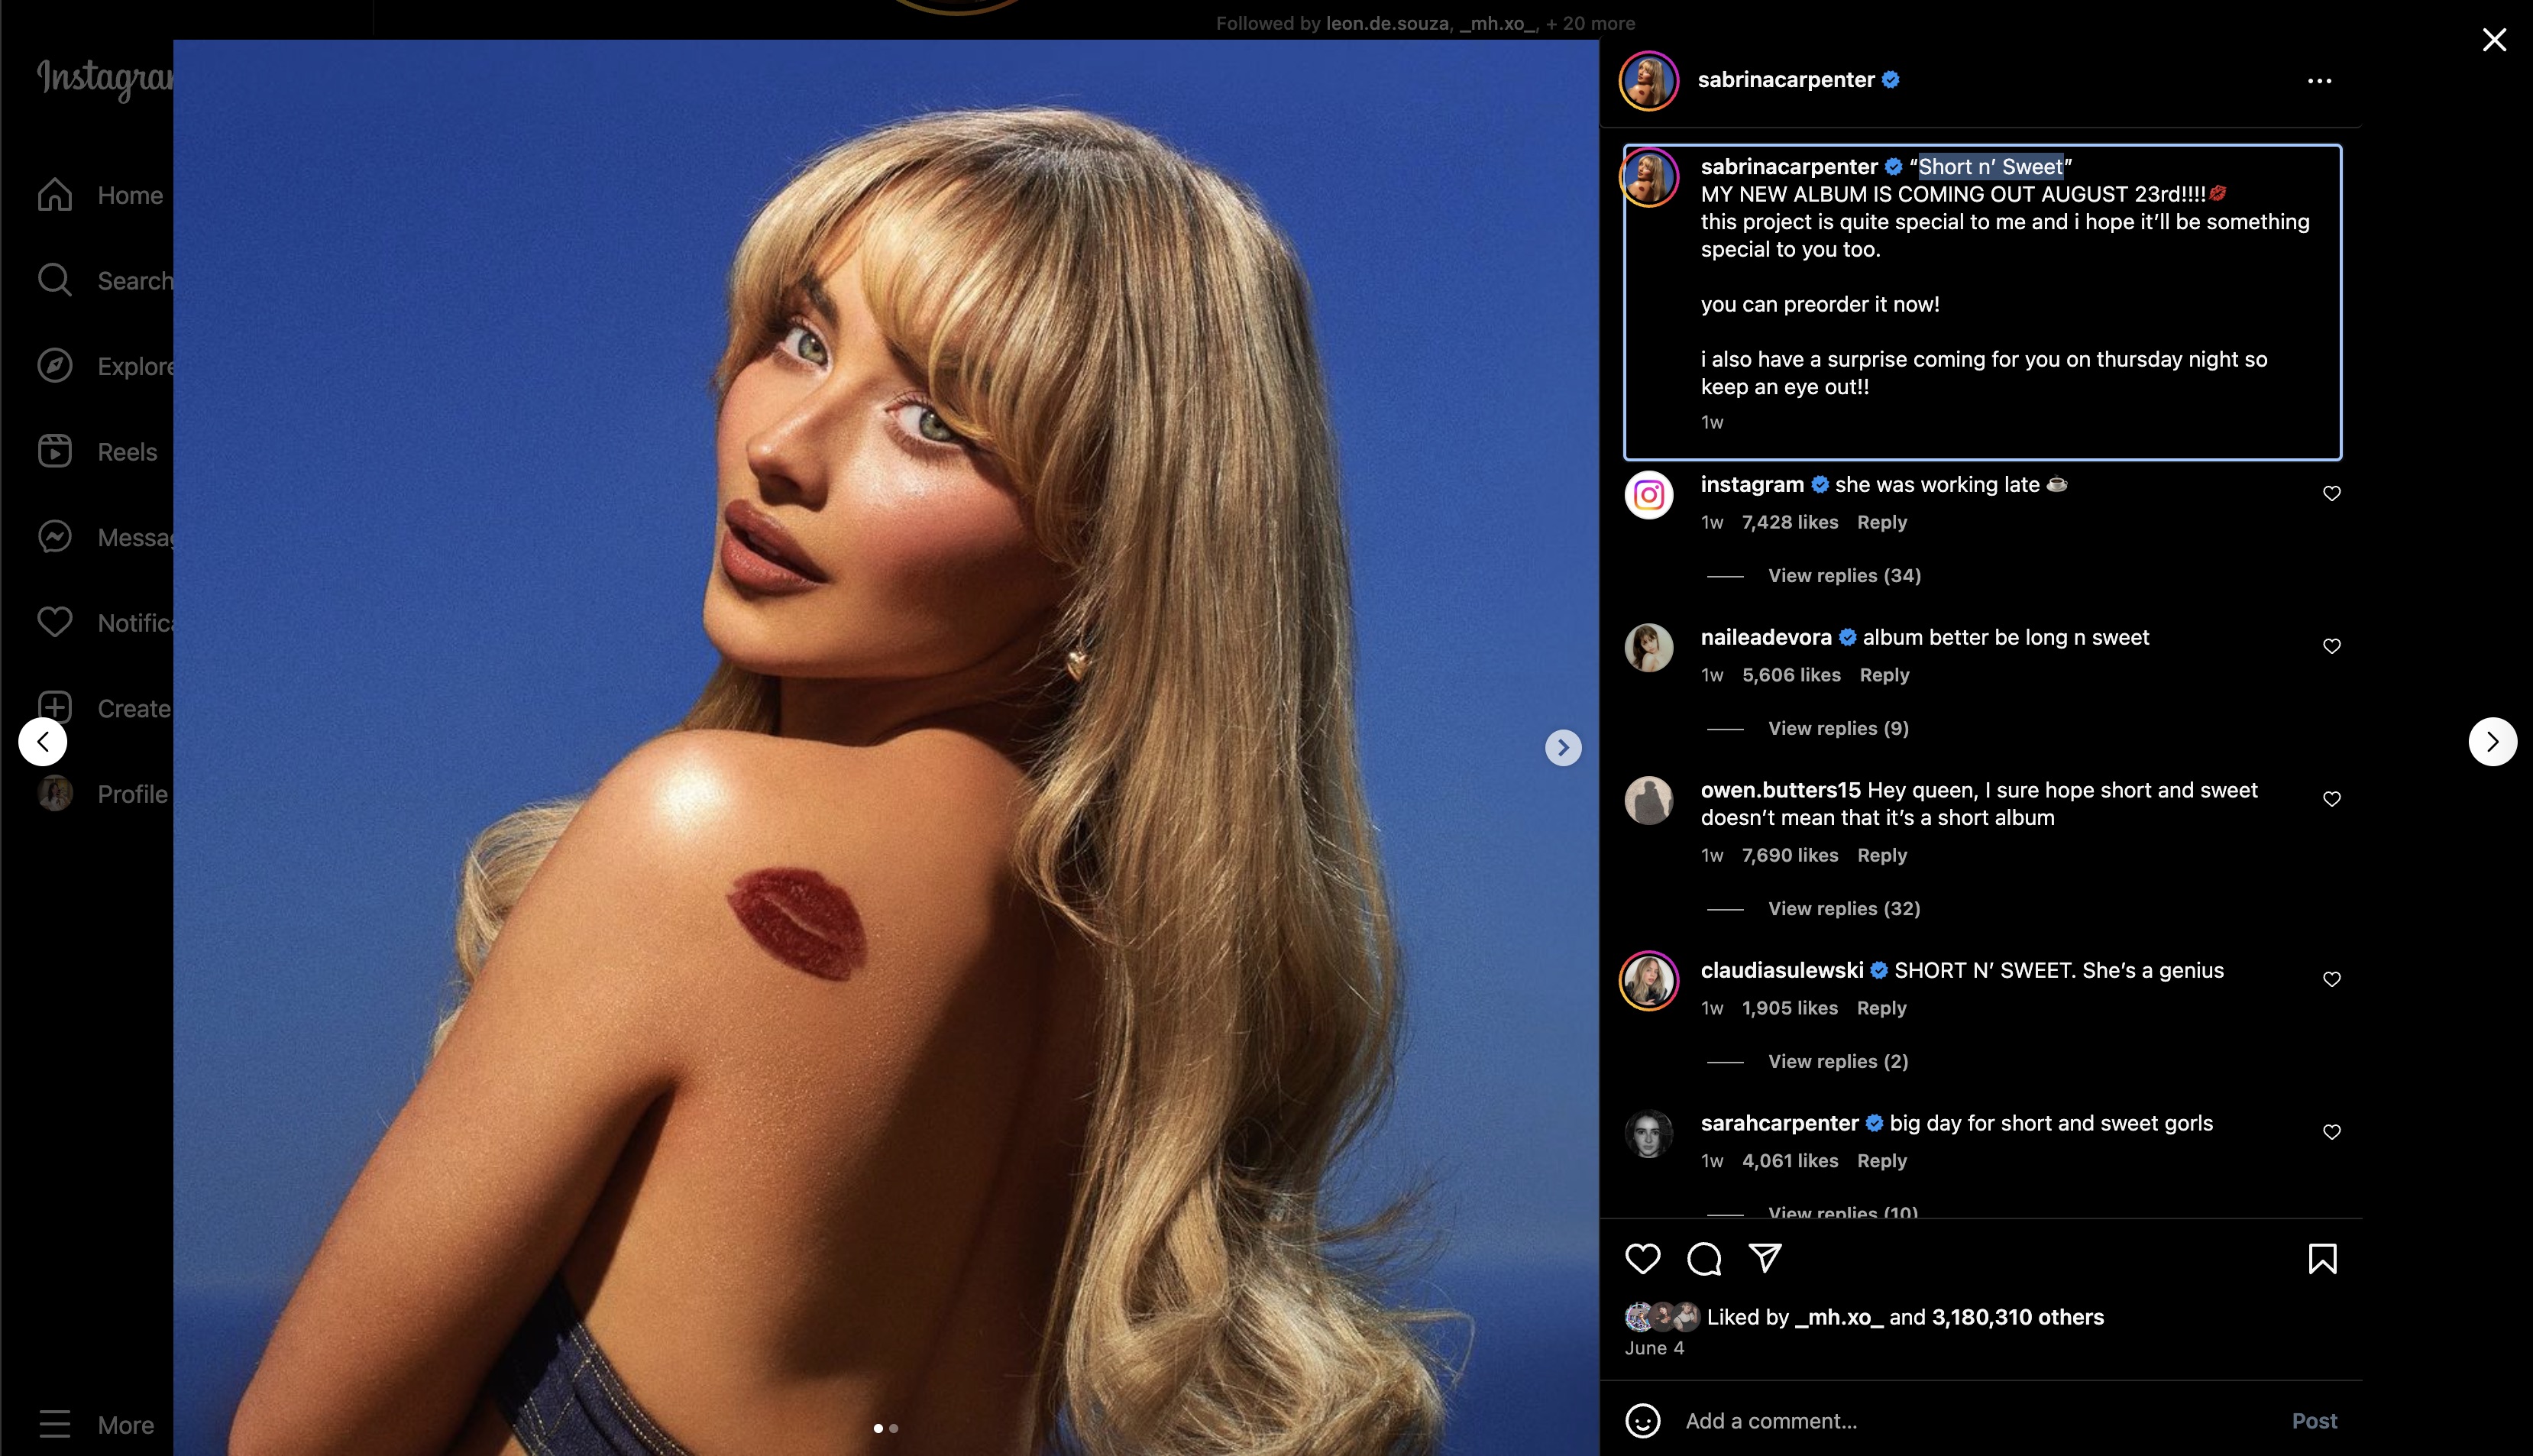 Followed by leon.de.souza, _mh.xo_, + 20 more
Instagram
Home
Search
Explore
Reels
Messag
Notifica
Create
Profile
More
sabrinacarpenter
sabrinacarpenter “Short n’ Sweet”
MY NEW ALBUM IS COMING OUT AUGUST 23rd!!!!💋
this project is quite special to me and i hope it’ll be something
special to you too.
you can preorder it now!
i also have a surprise coming for you on thursday night so
keep an eye out!!
1w
instagram she was working late ☕
1w 7,428 likes Reply
View replies (34)
naileadevora album better be long n sweet
1w 5,606 likes Reply
View replies (9)
owen.butters15 Hey queen, I sure hope short and sweet
doesn’t mean that it’s a short album
1w 7,690 likes Reply
View replies (32)
claudiasulewski SHORT N’ SWEET. She’s a genius
1w 1,905 likes Reply
View replies (2)
sarahcarpenter big day for short and sweet gorls
1w 4,061 likes Reply
View replies (10)
Liked by _mh.xo_ and 3,180,310 others
June 4
Add a comment...
Post